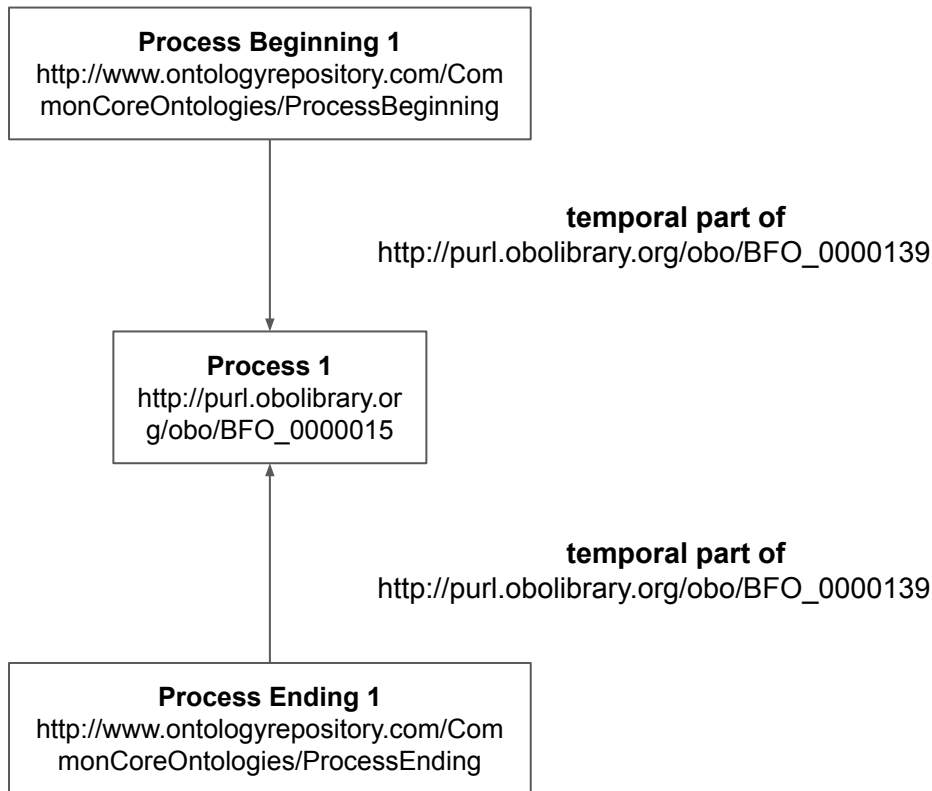 Process Beginning 1
http://www.ontologyrepository.com/Com
monCoreOntologies/ProcessBeginning
temporal part of
http://purl.obolibrary.org/obo/BFO_0000139
Process 1
http://purl.obolibrary.or
g/obo/BFO_0000015
temporal part of
http://purl.obolibrary.org/obo/BFO_0000139
Process Ending 1
http://www.ontologyrepository.com/Com
monCoreOntologies/ProcessEnding